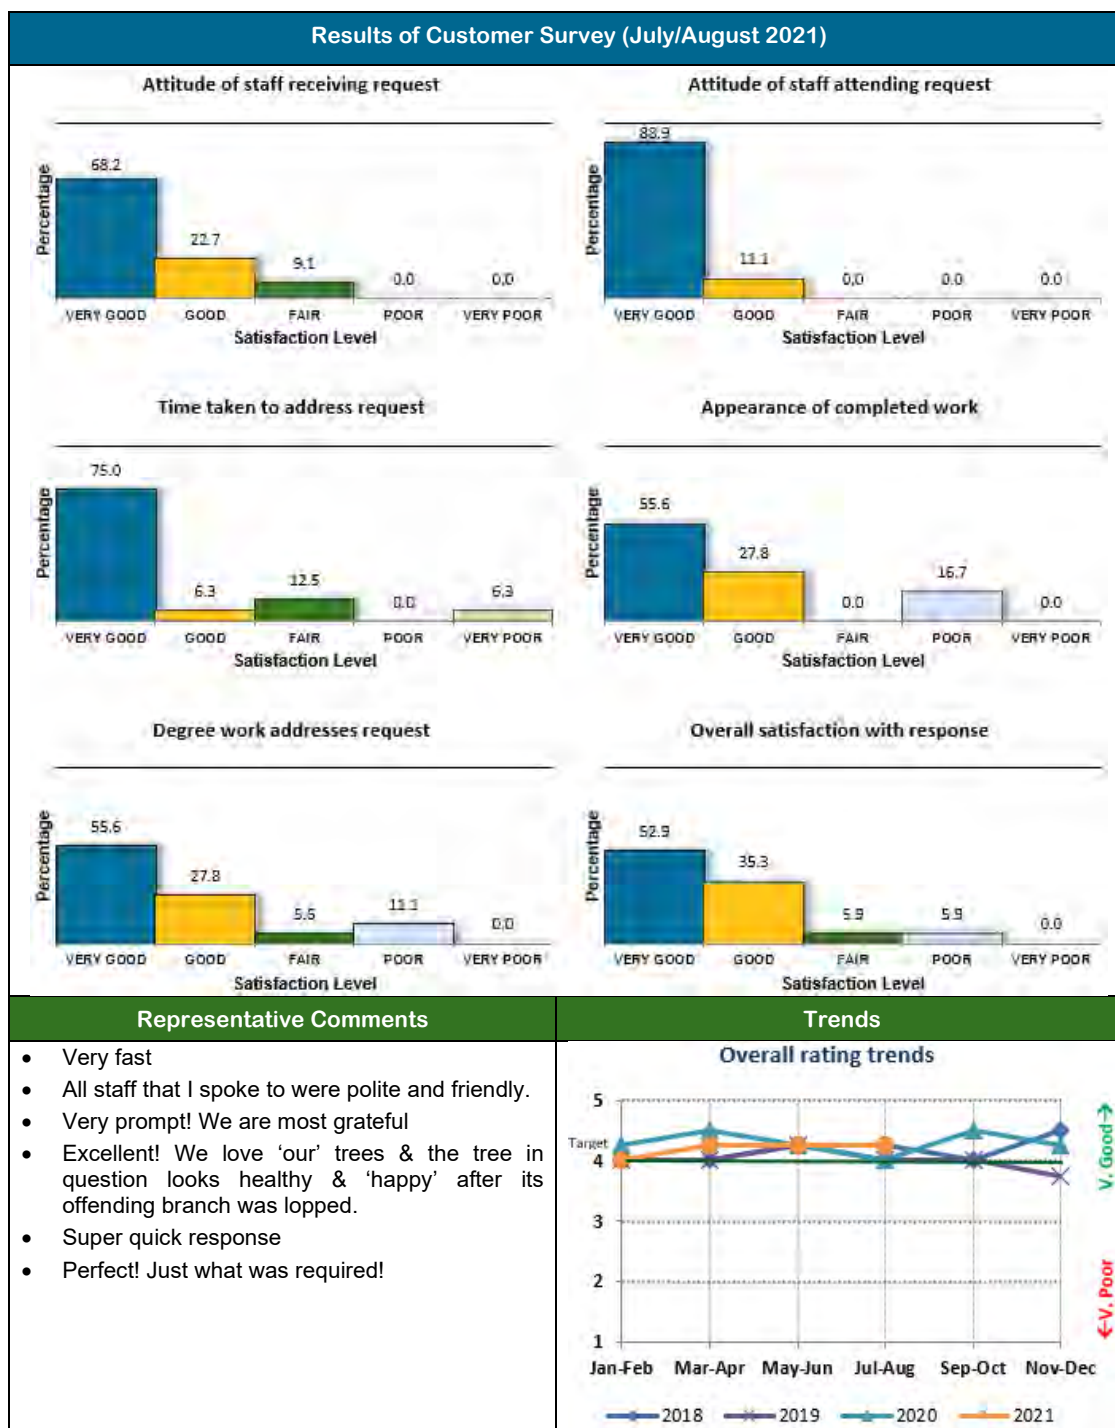 Results of Customer Survey (July/August 2021)
Attitude of staff receiving request
Percentage
68.2
22.7
9.1
0.0
0.0
VERY GOOD GOOD FAIR POOR VERY POOR
Satisfaction Level
Attitude of staff attending request
Percentage
88.9
11.1
0.0
0.0
0.0
VERY GOOD GOOD FAIR POOR VERY POOR
Satisfaction Level
Time taken to address request
Percentage
75.0
6.3
12.5
0.0
6.3
VERY GOOD GOOD FAIR POOR VERY POOR
Satisfaction Level
Appearance of completed work
Percentage
55.6
27.8
0.0
16.7
0.0
VERY GOOD GOOD FAIR POOR VERY POOR
Satisfaction Level
Degree work addresses request
Percentage
55.6
27.8
5.6
11.1
0.0
VERY GOOD GOOD FAIR POOR VERY POOR
Satisfaction Level
Overall satisfaction with response
Percentage
52.9
35.3
5.9
5.9
0.0
VERY GOOD GOOD FAIR POOR VERY POOR
Satisfaction Level
Representative Comments
• Very fast
• All staff that I spoke to were polite and friendly.
• Very prompt! We are most grateful
• Excellent! We love ‘our’ trees & the tree in
question looks healthy & ‘happy’ after its
offending branch was lopped.
• Super quick response
• Perfect! Just what was required!
Trends
Overall rating trends
5
Target
4
3
2
1
V. Good→
←V. Poor
Jan-Feb Mar-Apr May-Jun Jul-Aug Sep-Oct Nov-Dec
2018 2019 2020 2021